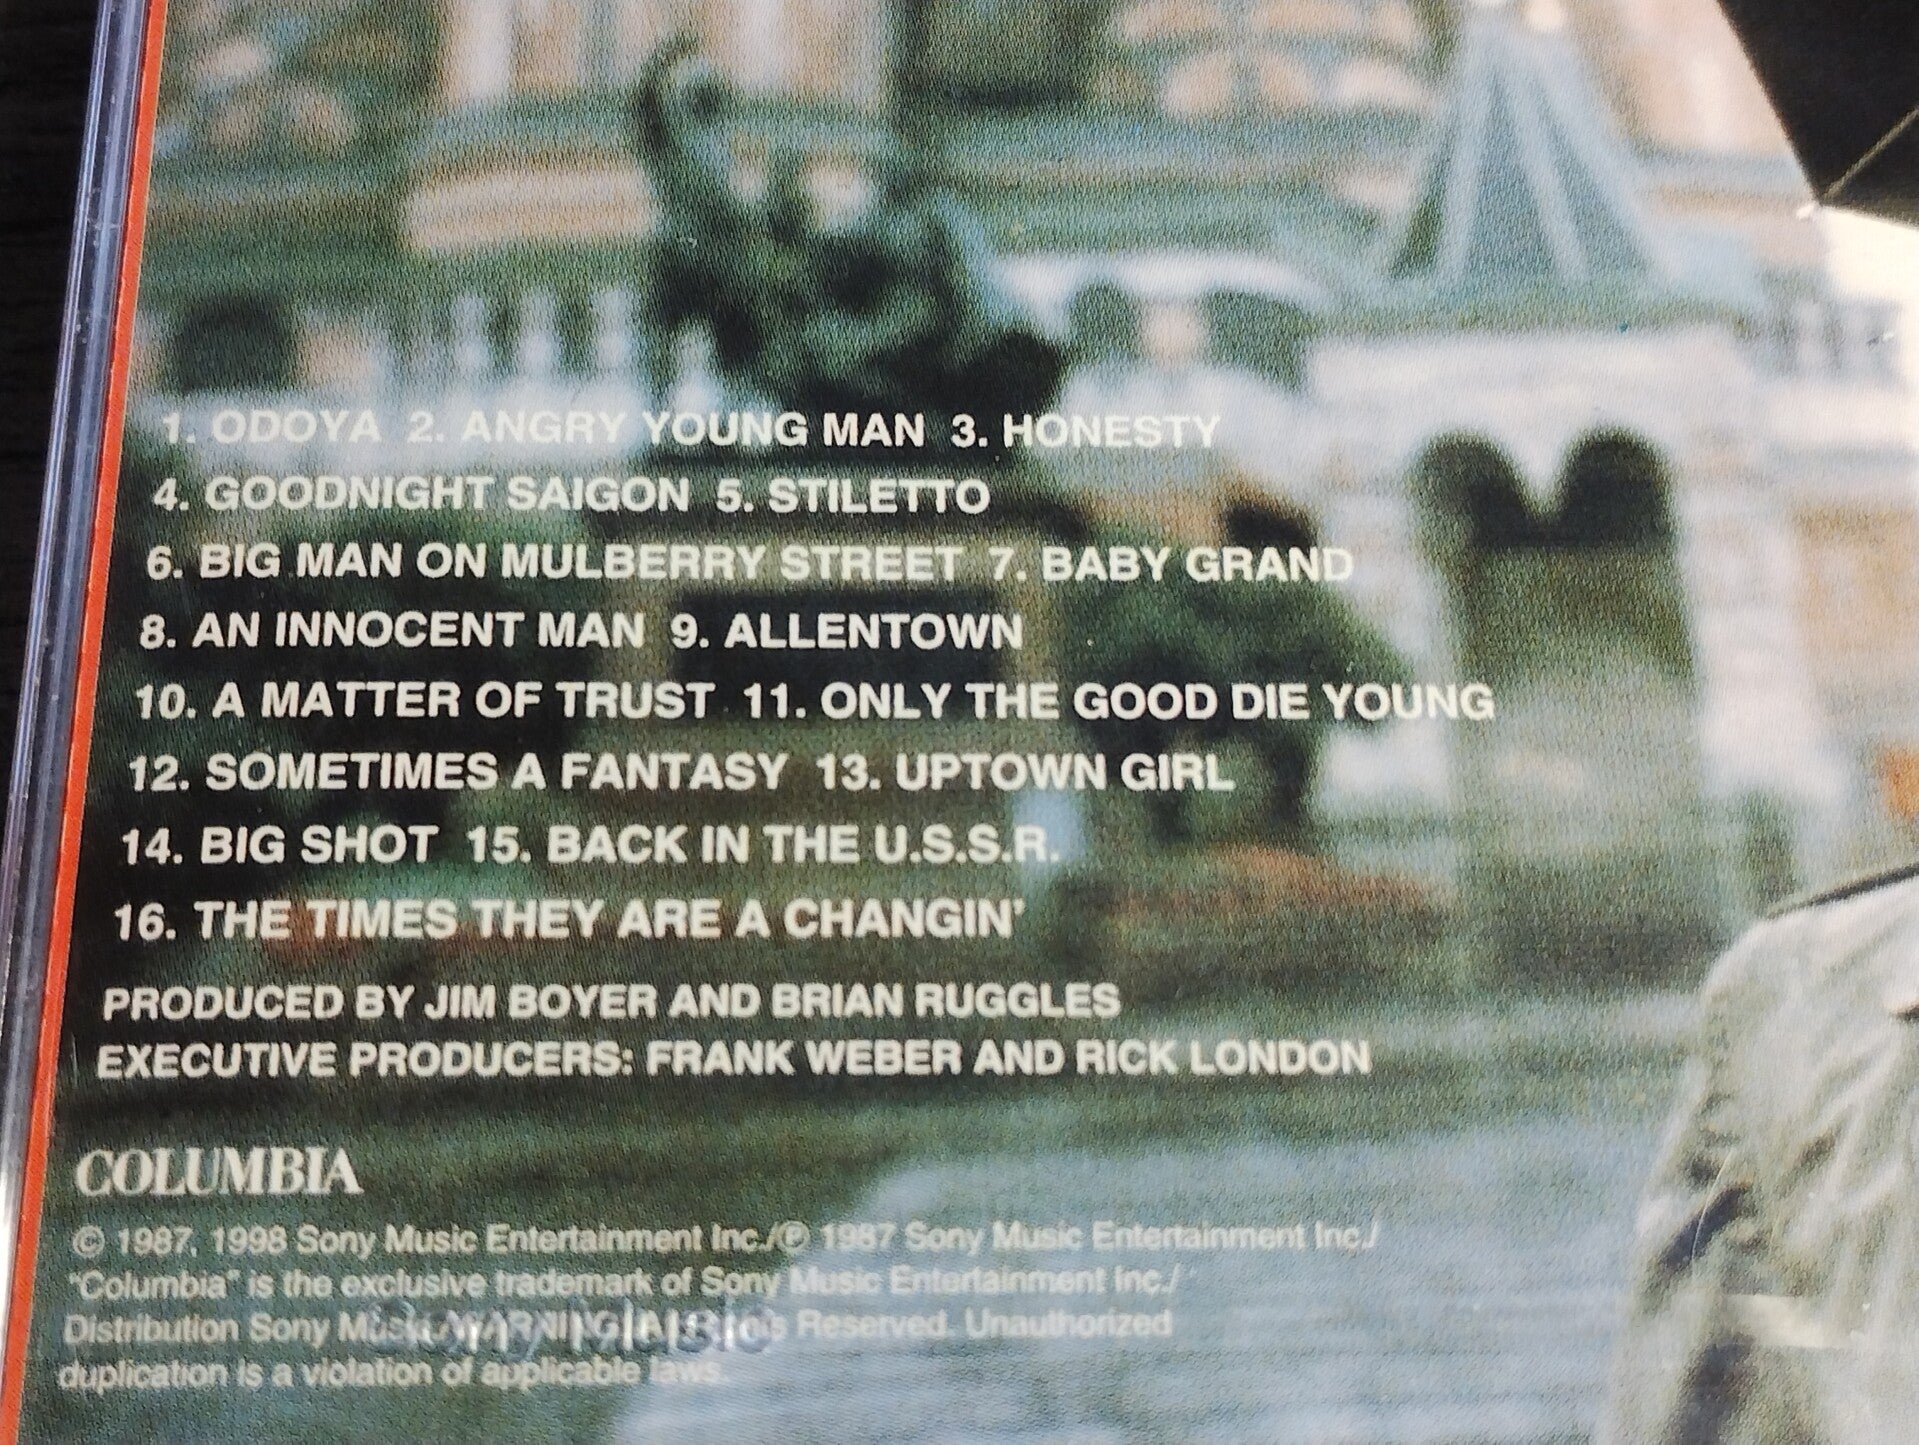 1. ODOYA 2. ANGRY YOUNG MAN 3. HONESTY
4. GOODNIGHT SAIGON 5. STILETTO
6. BIG MAN ON MULBERRY STREET 7. BABY GRAND
8. AN INNOCENT MAN 9. ALLENTOWN
10. A MATTER OF TRUST 11. ONLY THE GOOD DIE YOUNG
12. SOMETIMES A FANTASY 13. UPTOWN GIRL
14. BIG SHOT 15. BACK IN THE U.S.S.R.
16. THE TIMES THEY ARE A CHANGIN'
PRODUCED BY JIM BOYER AND BRIAN RUGGLES
EXECUTIVE PRODUCERS: FRANK WEBER AND RICK LONDON
COLUMBIA
© 1987, 1998 Sony Music Entertainment Inc./℗ 1987 Sony Music Entertainment Inc./
"Columbia" is the exclusive trademark of Sony Music Entertainment Inc./
Distribution Sony Music/WARNING: All Rights Reserved. Unauthorized
duplication is a violation of applicable laws.
Sony Music